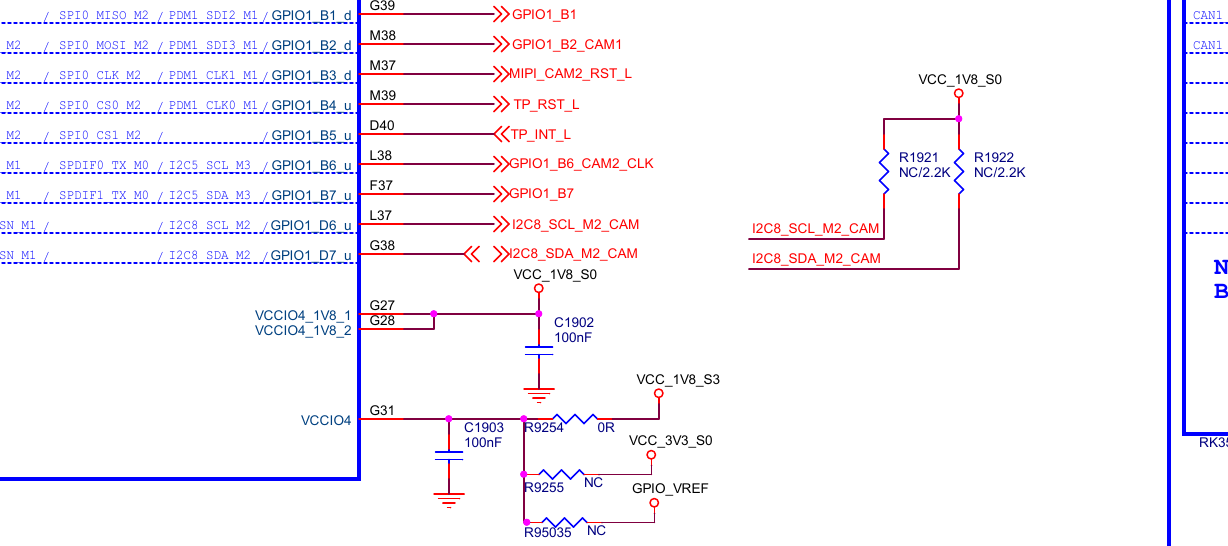 / SPI0_MISO_M2 / PDM1_SDI2_M1 / GPIO1_B1_d G39 GPIO1_B1
M2 / SPI0_MOSI_M2 / PDM1_SDI3_M1 / GPIO1_B2_d M38 GPIO1_B2_CAM1
M2 / SPI0_CLK_M2 / PDM1_CLK1_M1 / GPIO1_B3_d M37 MIPI_CAM2_RST_L
M2 / SPI0_CS0_M2 / PDM1_CLK0_M1 / GPIO1_B4_u M39 TP_RST_L
M2 / SPI0_CS1_M2 / / GPIO1_B5_u D40 TP_INT_L
M1 / SPDIF0_TX_M0 / I2C5_SCL_M3 / GPIO1_B6_u L38 GPIO1_B6_CAM2_CLK
M1 / SPDIF1_TX_M0 / I2C5_SDA_M3 / GPIO1_B7_u F37 GPIO1_B7
SN_M1 / / I2C8_SCL_M2 / GPIO1_D6_u L37 I2C8_SCL_M2_CAM
SN_M1 / / I2C8_SDA_M2 / GPIO1_D7_u G38 I2C8_SDA_M2_CAM
VCC_1V8_S0
VCCIO4_1V8_1 G27
VCCIO4_1V8_2 G28
C1902
100nF
VCCIO4 G31
C1903
100nF
VCC_1V8_S3
R9254 0R
VCC_3V3_S0
R9255 NC
GPIO_VREF
R95035 NC
VCC_1V8_S0
R1921
NC/2.2K
R1922
NC/2.2K
I2C8_SCL_M2_CAM
I2C8_SDA_M2_CAM
CAN1
CAN1
N
B
RK35